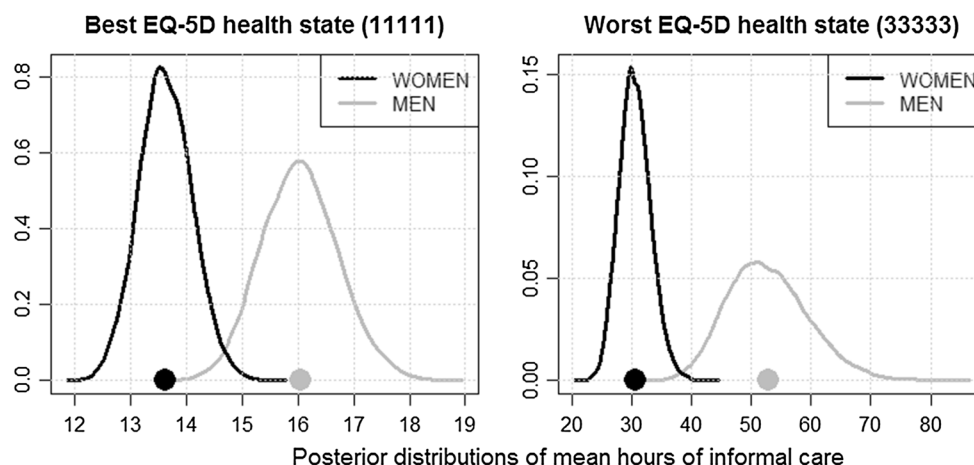 Best EQ-5D health state (11111)
WOMEN
MEN
0.8
0.6
0.4
0.2
0.0
12 13 14 15 16 17 18 19
Worst EQ-5D health state (33333)
WOMEN
MEN
0.15
0.10
0.05
0.00
20 30 40 50 60 70 80
Posterior distributions of mean hours of informal care